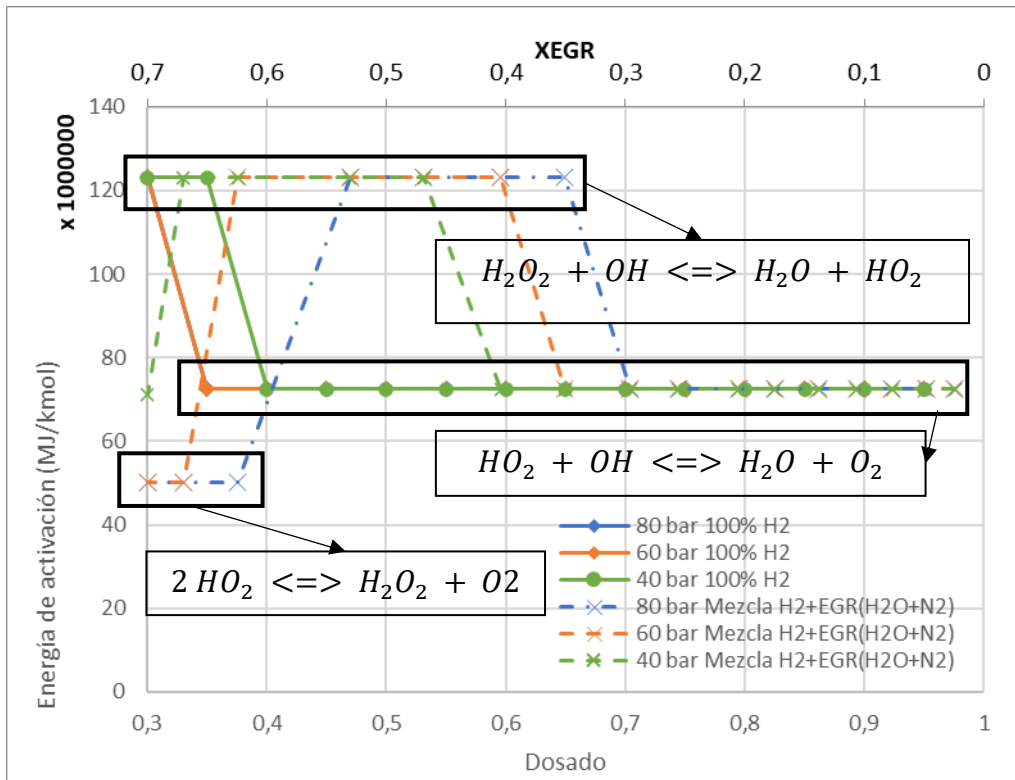 XEGR
0,7 0,6 0,5 0,4 0,3 0,2 0,1 0
x 1000000
Energía de activación (MJ/kmol)
140
120
100
80
60
40
20
0
H₂O₂ + OH <=> H₂O + HO₂
HO₂ + OH <=> H₂O + O₂
2 HO₂ <=> H₂O₂ + O2
80 bar 100% H2
60 bar 100% H2
40 bar 100% H2
80 bar Mezcla H2+EGR(H2O+N2)
60 bar Mezcla H2+EGR(H2O+N2)
40 bar Mezcla H2+EGR(H2O+N2)
0,3 0,4 0,5 0,6 0,7 0,8 0,9 1
Dosado